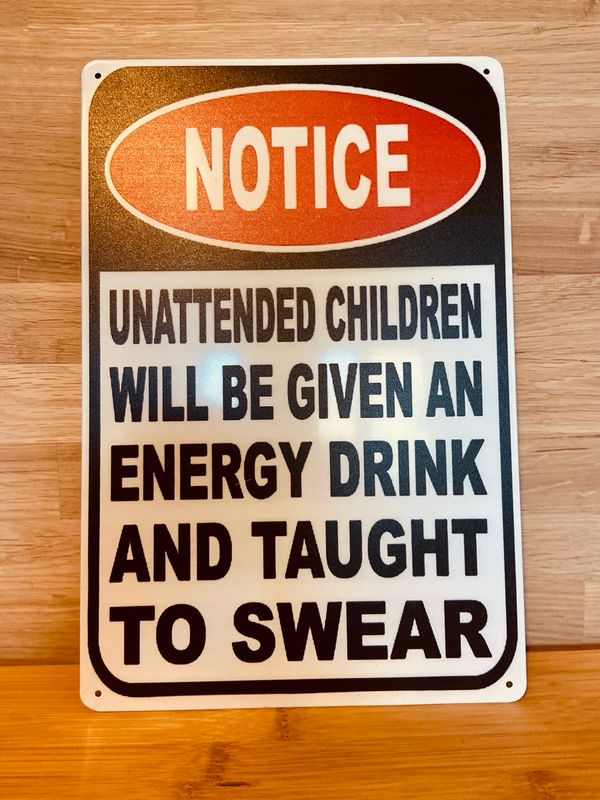 NOTICE
UNATTENDED CHILDREN
WILL BE GIVEN AN
ENERGY DRINK
AND TAUGHT
TO SWEAR